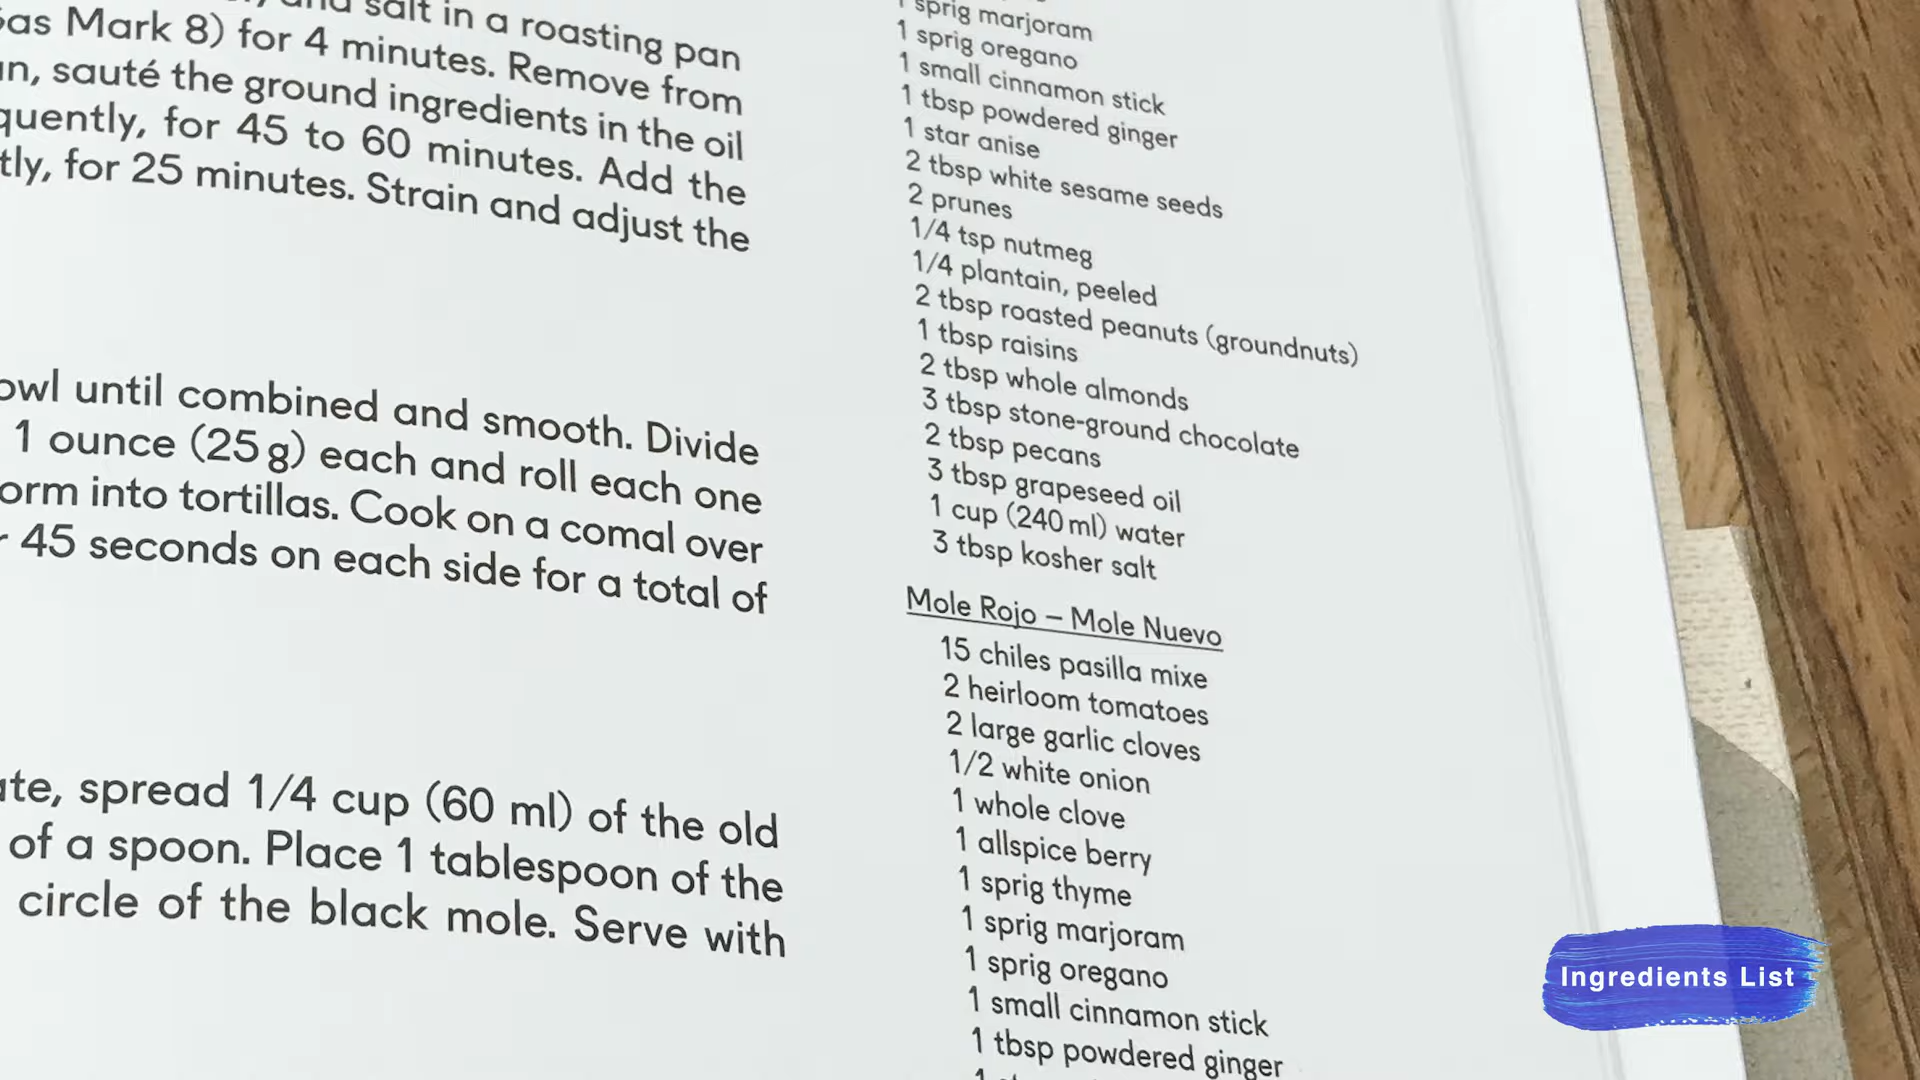 salt in a roasting pan
Mark 8) for 4 minutes. Remove from
sauté the ground ingredients in the oil
for 45 to 60 minutes. Add the
for 25 minutes. Strain and adjust the
until combined and smooth. Divide
1 ounce (25 g) each and roll each one
into tortillas. Cook on a comal over
45 seconds on each side for a total of
spread 1/4 cup (60 ml) of the old
of a spoon. Place 1 tablespoon of the
circle of the black mole. Serve with
1 sprig marjoram
1 sprig oregano
1 small cinnamon stick
1 tbsp powdered ginger
1 star anise
2 tbsp white sesame seeds
2 prunes
1/4 tsp nutmeg
1/4 plantain, peeled
2 tbsp roasted peanuts (groundnuts)
1 tbsp raisins
2 tbsp whole almonds
3 tbsp stone-ground chocolate
2 tbsp pecans
3 tbsp grapeseed oil
1 cup (240 ml) water
3 tbsp kosher salt
Mole Rojo – Mole Nuevo
15 chiles pasilla mixe
2 heirloom tomatoes
2 large garlic cloves
1/2 white onion
1 whole clove
1 allspice berry
1 sprig thyme
1 sprig marjoram
1 sprig oregano
1 small cinnamon stick
1 tbsp powdered ginger
Ingredients List